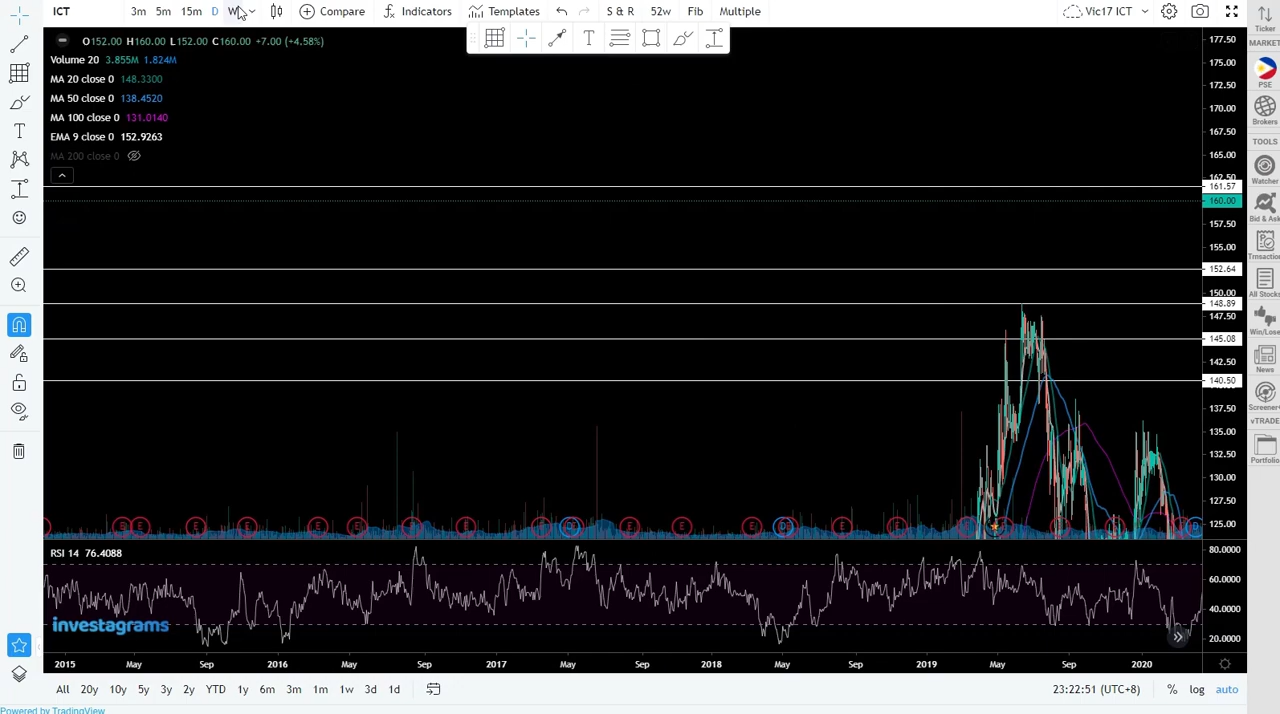 ICT 3m 5m 15m D W Compare Indicators Templates S & R 52w Fib Multiple Vic17 ICT
O152.00 H160.00 L152.00 C160.00 +7.00 (+4.58%)
Volume 20 3.855M 1.824M
MA 20 close 0 148.3300
MA 50 close 0 138.4520
MA 100 close 0 131.0140
EMA 9 close 0 152.9263
MA 200 close 0
177.50
175.00
172.50
170.00
167.50
165.00
162.50
161.57
160.00
157.50
155.00
152.64
150.00
148.89
147.50
145.08
142.50
140.50
137.50
135.00
132.50
130.00
127.50
125.00
RSI 14 76.4088
80.0000
60.0000
40.0000
20.0000
investagrams
2015 May Sep 2016 May Sep 2017 May Sep 2018 May Sep 2019 May Sep 2020
All 20y 10y 5y 3y 2y YTD 1y 6m 3m 1m 1w 3d 1d 23:22:51 (UTC+8) % log auto
Powered by TradingView
Ticker
MARKET
PSE
Brokers
TOOLS
Watcher
Bid & Ask
Trnsactio
All Stocks
Win/Lose
News
Screener
vTRADE
Portfolio